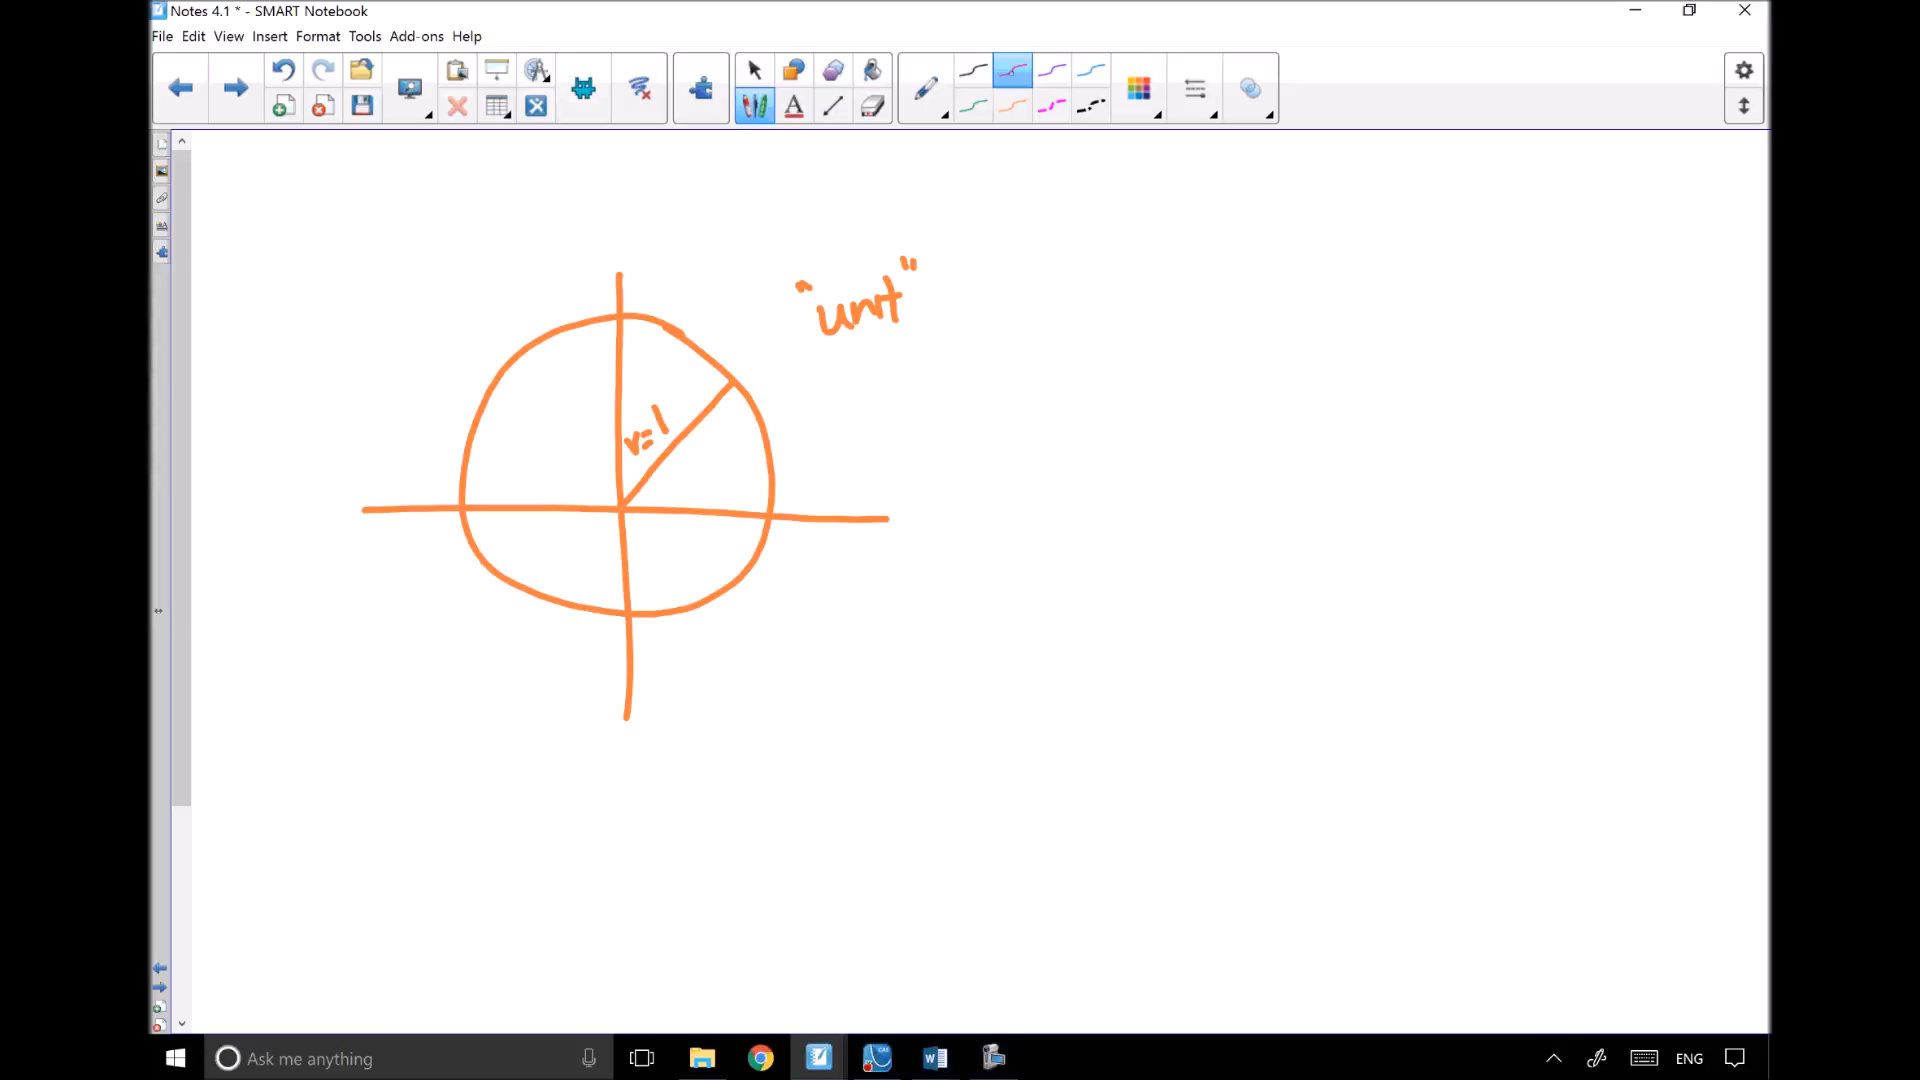 Notes 4.1 * - SMART Notebook
File Edit View Insert Format Tools Add-ons Help
"unit"
r=1
Ask me anything
ENG